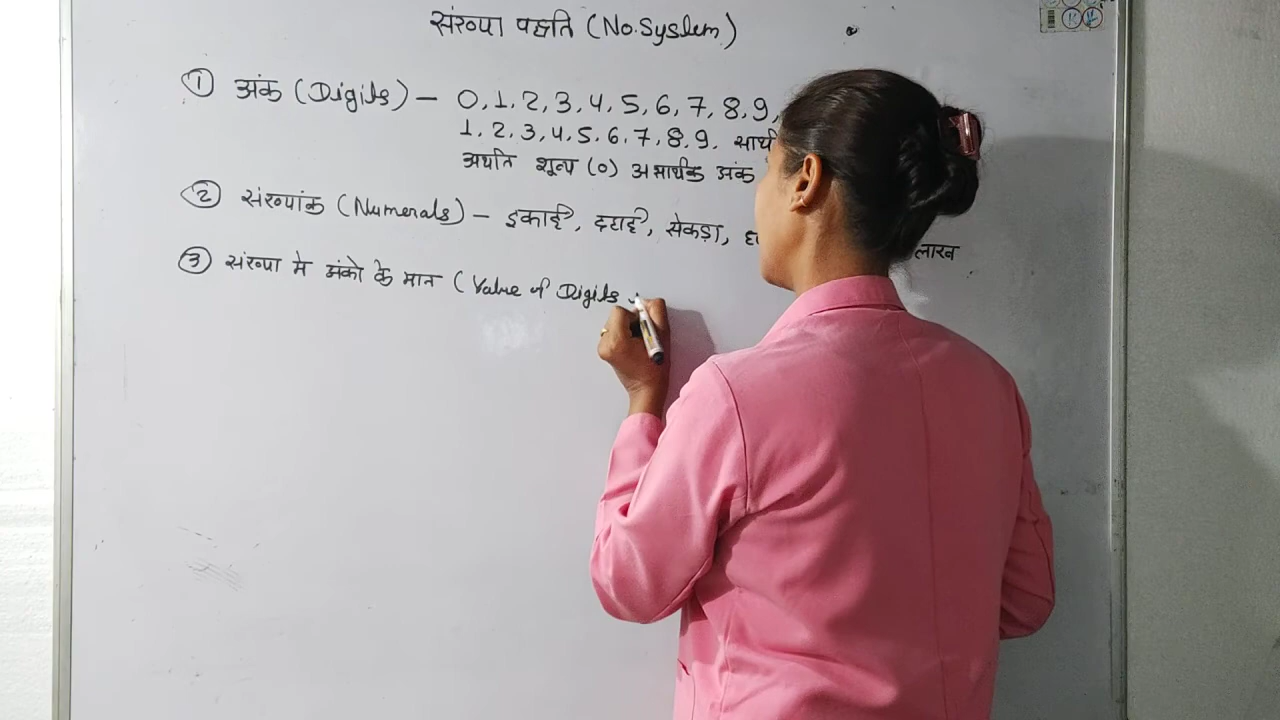 संख्या पद्धति (No. System)
① अंक (Digits) – 0, 1, 2, 3, 4, 5, 6, 7, 8, 9,
1, 2, 3, 4, 5, 6, 7, 8, 9, सार्थ
अर्थात शून्य (0) असार्थक अंक
② संख्यांक (Numerals) – इकाई, दहाई, सेकड़ा, लाख
③ संख्या मे अंको के मान (Value of Digits